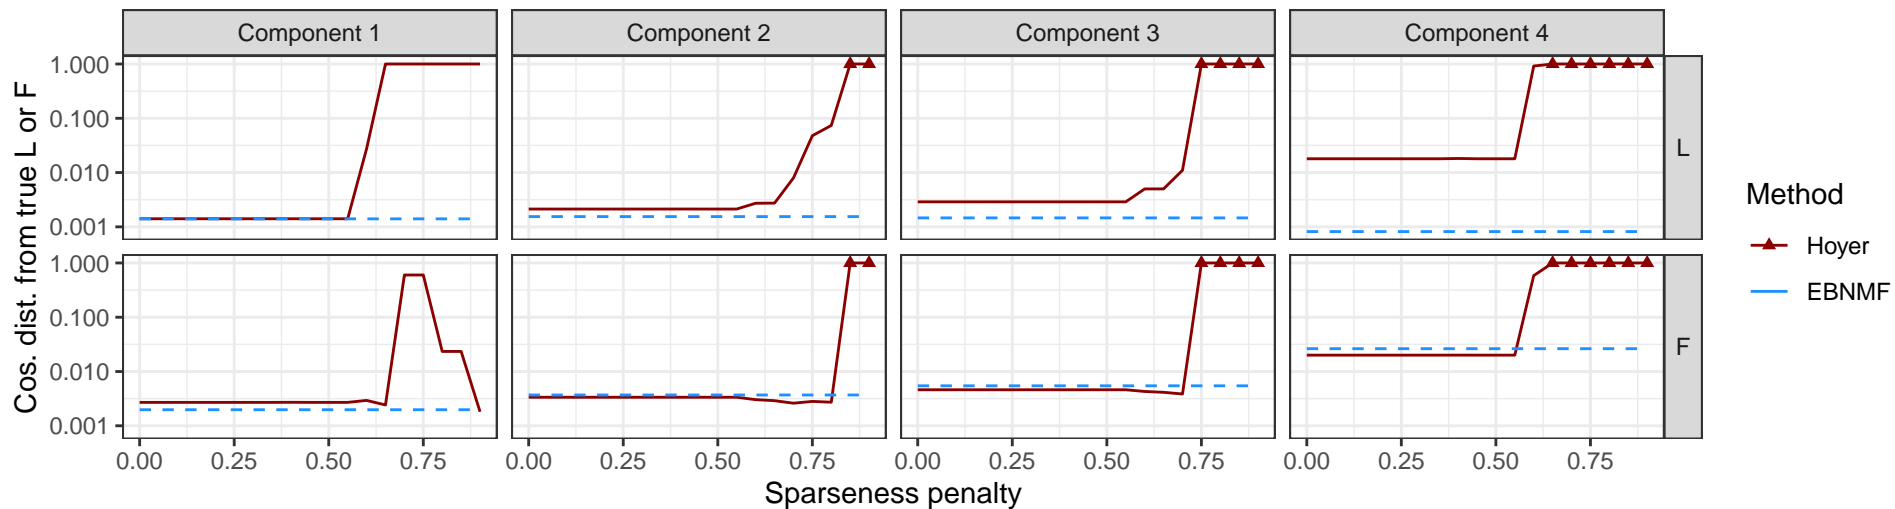 Component 1 Component 2 Component 3 Component 4
Cos. dist. from true L or F
1.000
0.100
0.010
0.001
L
1.000
0.100
0.010
0.001
F
0.00 0.25 0.50 0.75 0.00 0.25 0.50 0.75 0.00 0.25 0.50 0.75 0.00 0.25 0.50 0.75
Sparseness penalty
Method
Hoyer
EBNMF